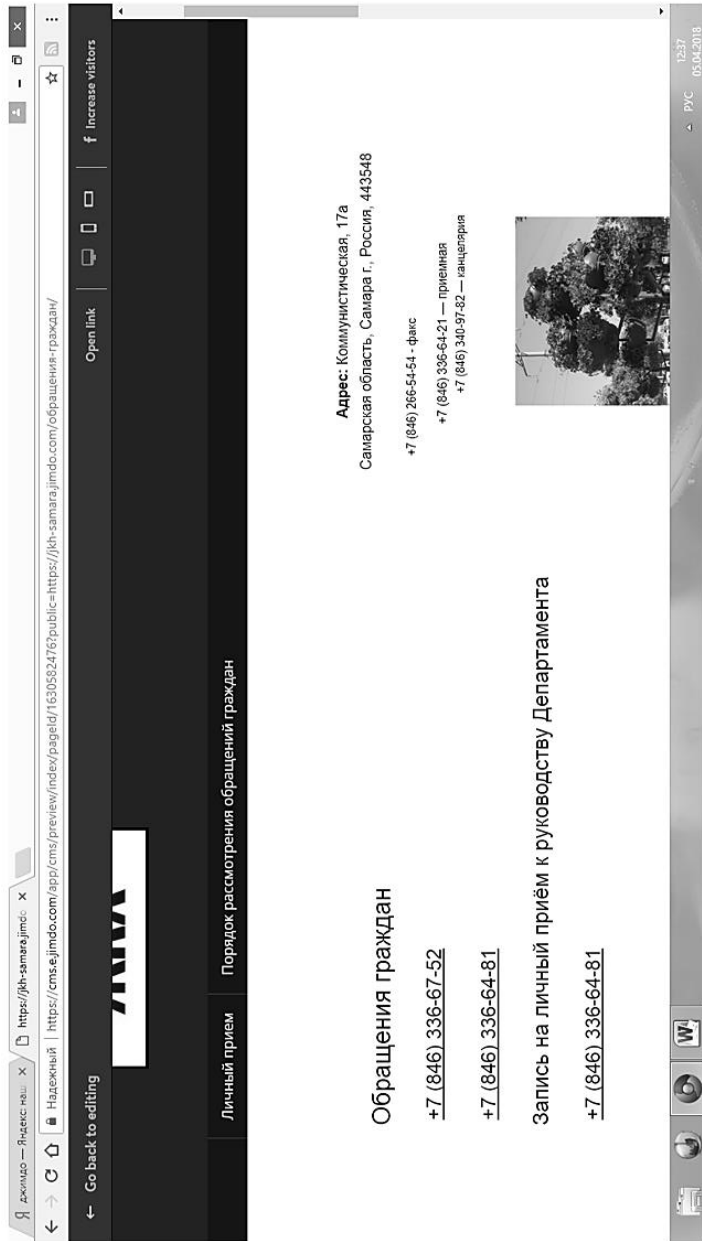 джимдо — Яндекс: наш
https://jkh-samara.jimdo
Надежный | https://cms.e.jimdo.com/app/cms/preview/index/pageId/1630582476?public=https://jkh-samara.jimdo.com/обращения-граждан/
← Go back to editing
Open link
f Increase visitors
Личный прием
Порядок рассмотрения обращений граждан
Обращения граждан
+7 (846) 336-67-52
+7 (846) 336-64-81
Запись на личный приём к руководству Департамента
+7 (846) 336-64-81
Адрес: Коммунистическая, 17а
Самарская область, Самара г., Россия, 443548
+7 (846) 266-54-54 - факс
+7 (846) 336-64-21 — приемная
+7 (846) 340-97-82 — канцелярия
РУС
12:37
05.04.2018